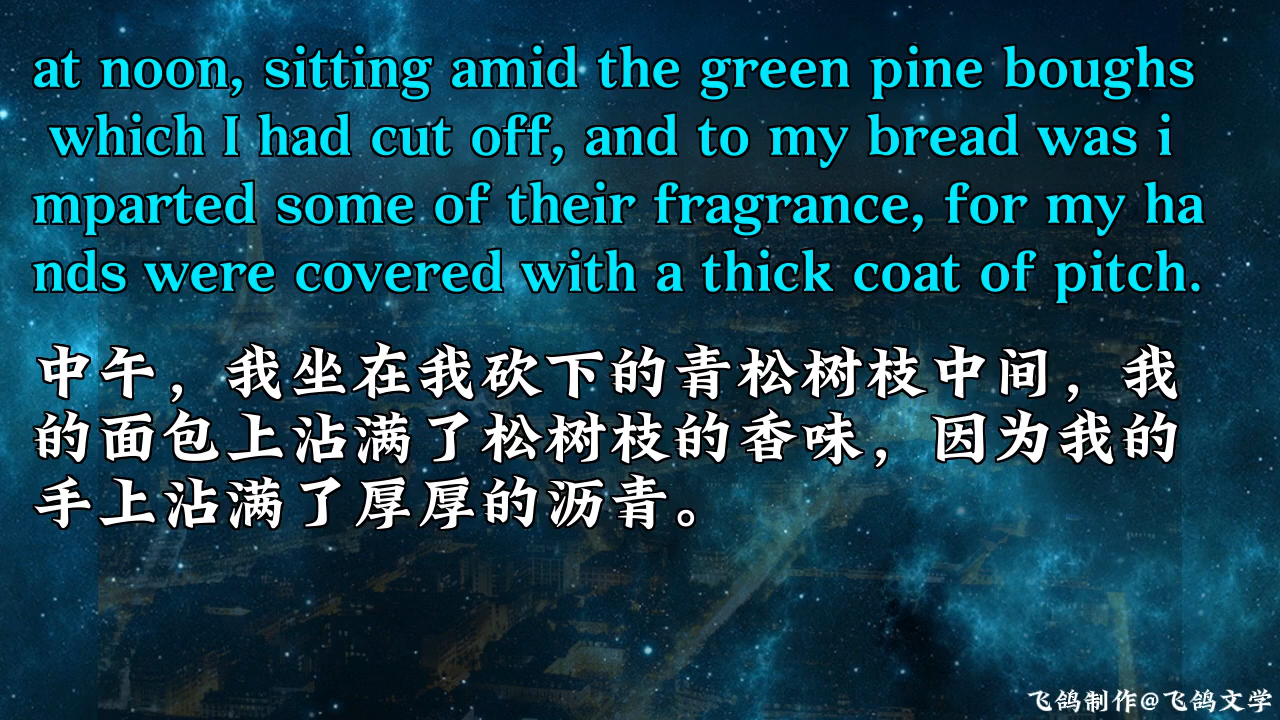 at noon, sitting amid the green pine boughs
which I had cut off, and to my bread was i
mparted some of their fragrance, for my ha
nds were covered with a thick coat of pitch.
中午，我坐在我砍下的青松树枝中间，我
的面包上沾满了松树枝的香味，因为我的
手上沾满了厚厚的沥青。
飞鸽制作@飞鸽文学